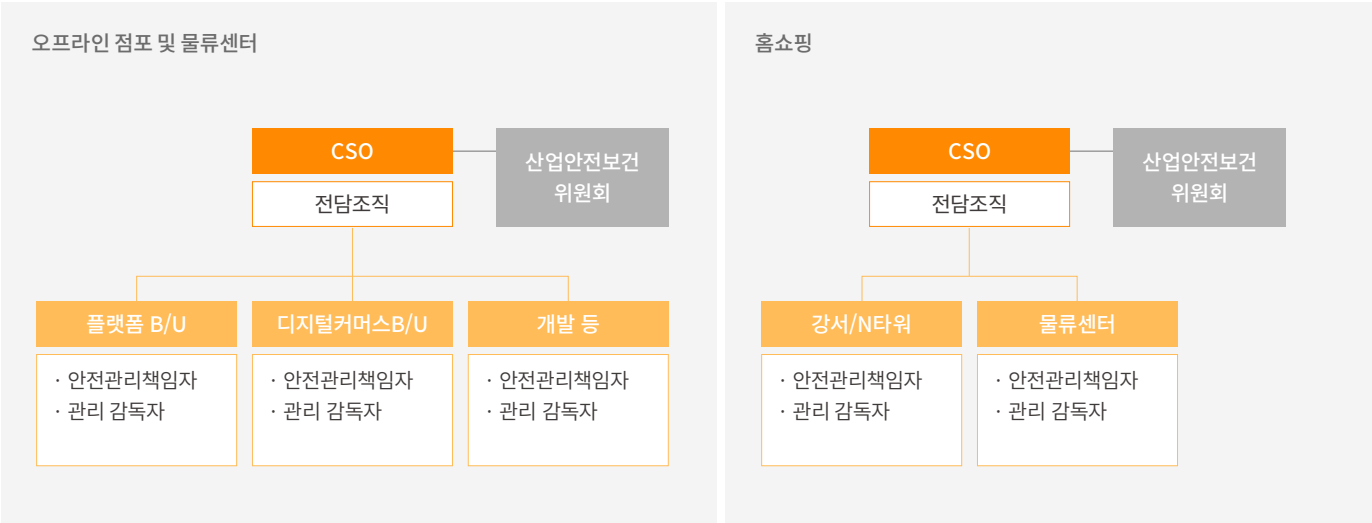 오프라인 점포 및 물류센터
CSO
전담조직
산업안전보건
위원회
플랫폼 B/U
· 안전관리책임자
· 관리 감독자
디지털커머스B/U
· 안전관리책임자
· 관리 감독자
개발 등
· 안전관리책임자
· 관리 감독자
홈쇼핑
CSO
전담조직
산업안전보건
위원회
강서/N타워
· 안전관리책임자
· 관리 감독자
물류센터
· 안전관리책임자
· 관리 감독자